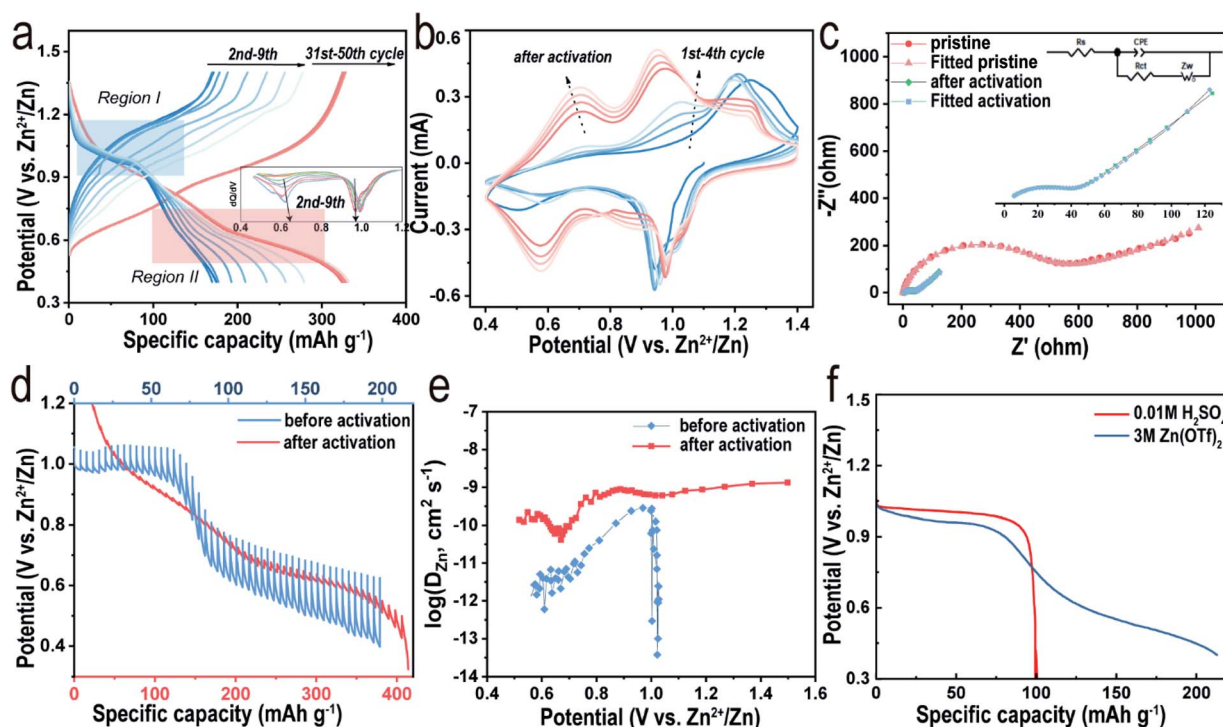 a
2nd-9th
31st-50th cycle
Region I
2nd-9th
Region II
dQ/dV
0.4 0.6 0.8 1.0 1.2
Potential (V vs. Zn²⁺/Zn)
1.5
1.2
0.9
0.6
0.3
0 100 200 300 400
Specific capacity (mAh g⁻¹)
b
after activation
1st-4th cycle
Current (mA)
0.6
0.3
0.0
-0.3
-0.6
0.4 0.6 0.8 1.0 1.2 1.4
Potential (V vs. Zn²⁺/Zn)
c
pristine
Fitted pristine
after activation
Fitted activation
Rs
CPE
Rct
Zw
-Z''(ohm)
1000
800
600
400
200
0
0 20 40 60 80 100 120
0 200 400 600 800 1000
Z' (ohm)
d
0 50 100 150 200
before activation
after activation
Potential (V vs. Zn²⁺/Zn)
1.2
1.0
0.8
0.6
0.4
0 100 200 300 400
Specific capacity (mAh g⁻¹)
e
before activation
after activation
log(D_Zn, cm² s⁻¹)
-7
-8
-9
-10
-11
-12
-13
-14
0.4 0.6 0.8 1.0 1.2 1.4 1.6
Potential (V vs. Zn²⁺/Zn)
f
0.01M H₂SO₄
3M Zn(OTf)₂
Potential (V vs. Zn²⁺/Zn)
1.5
1.2
0.9
0.6
0.3
0 50 100 150 200
Specific capacity (mAh g⁻¹)